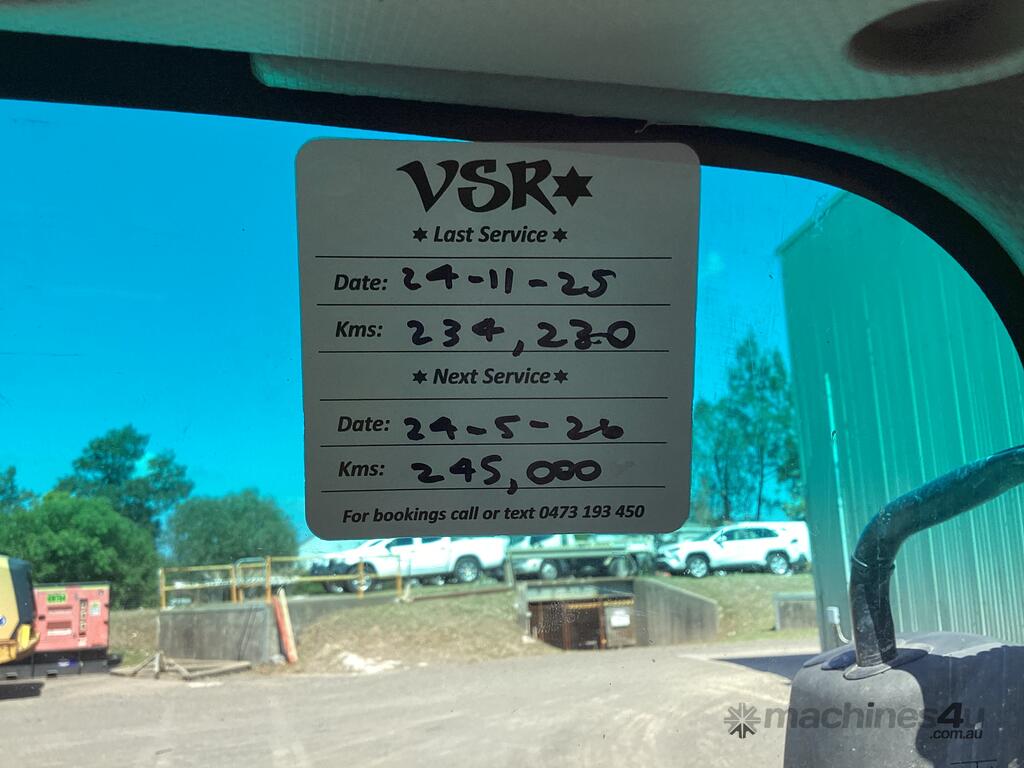 VSR✶
✶ Last Service ✶
Date: 24-11-25
Kms: 234,230
✶ Next Service ✶
Date: 24-5-26
Kms: 245,000
For bookings call or text 0473 193 450
machines4u
.com.au